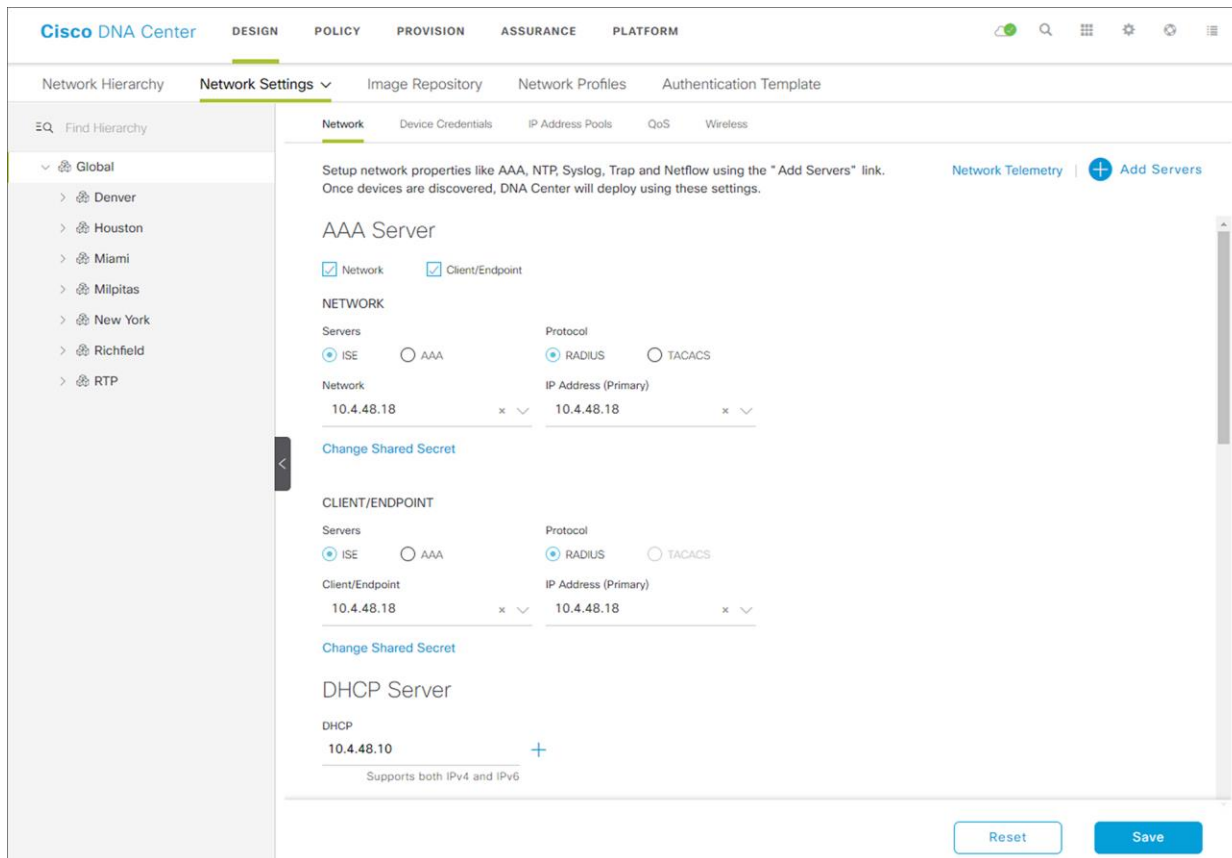 Cisco DNA Center DESIGN POLICY PROVISION ASSURANCE PLATFORM
Network Hierarchy Network Settings Image Repository Network Profiles Authentication Template
Find Hierarchy
Global
Denver
Houston
Miami
Milpitas
New York
Richfield
RTP
Network Device Credentials IP Address Pools QoS Wireless
Setup network properties like AAA, NTP, Syslog, Trap and Netflow using the "Add Servers" link.
Once devices are discovered, DNA Center will deploy using these settings.
Network Telemetry | Add Servers
AAA Server
Network Client/Endpoint
NETWORK
Servers Protocol
ISE AAA RADIUS TACACS
Network IP Address (Primary)
10.4.48.18 10.4.48.18
Change Shared Secret
CLIENT/ENDPOINT
Servers Protocol
ISE AAA RADIUS TACACS
Client/Endpoint IP Address (Primary)
10.4.48.18 10.4.48.18
Change Shared Secret
DHCP Server
DHCP
10.4.48.10
Supports both IPv4 and IPv6
Reset Save